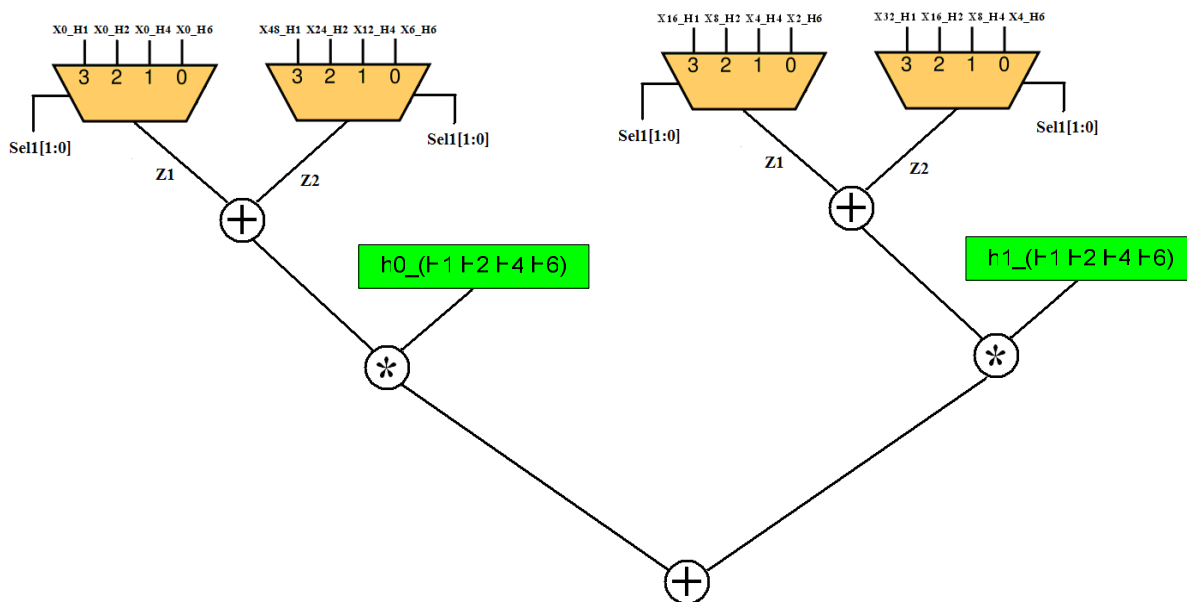 X0_H1 X0_H2 X0_H4 X0_H6
X48_H1 X24_H2 X12_H4 X6_H6
X16_H1 X8_H2 X4_H4 X2_H6
X32_H1 X16_H2 X8_H4 X4_H6
3 2 1 0
3 2 1 0
3 2 1 0
3 2 1 0
Sel1[1:0]
Sel1[1:0]
Sel1[1:0]
Sel1[1:0]
Z1
Z2
Z1
Z2
+
+
h0_(H1 H2 H4 H6)
h1_(H1 H2 H4 H6)
*
*
+